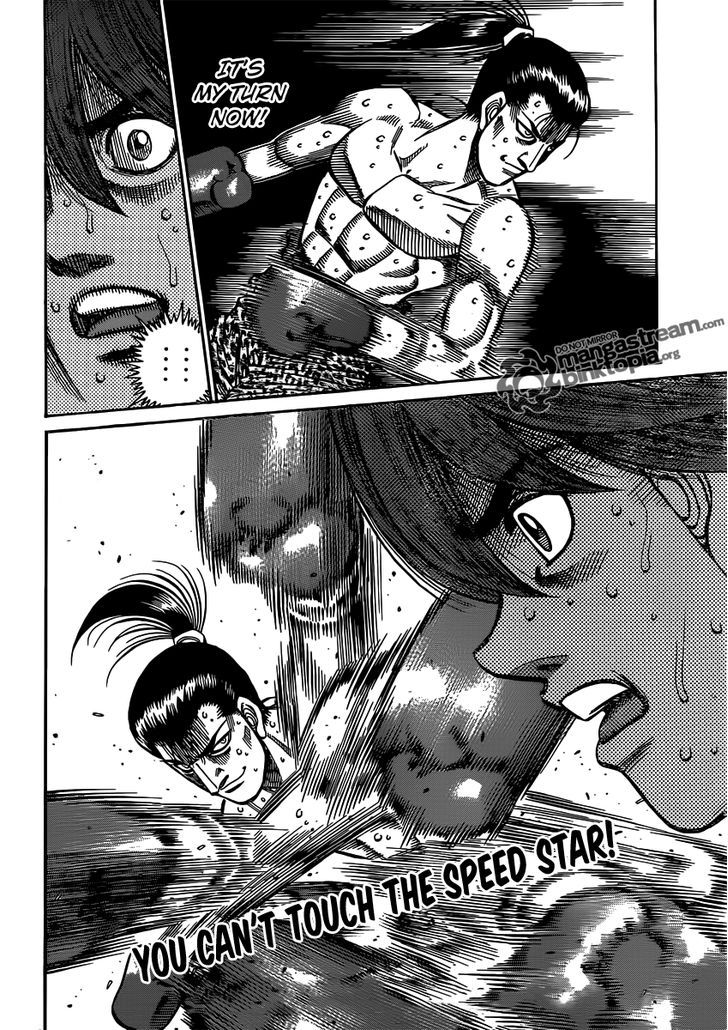 IT'S
MY TURN
NOW!
......
DO NOT MIRROR
mangastream.com
binktopia.org
YOU CAN'T TOUCH THE SPEED STAR!